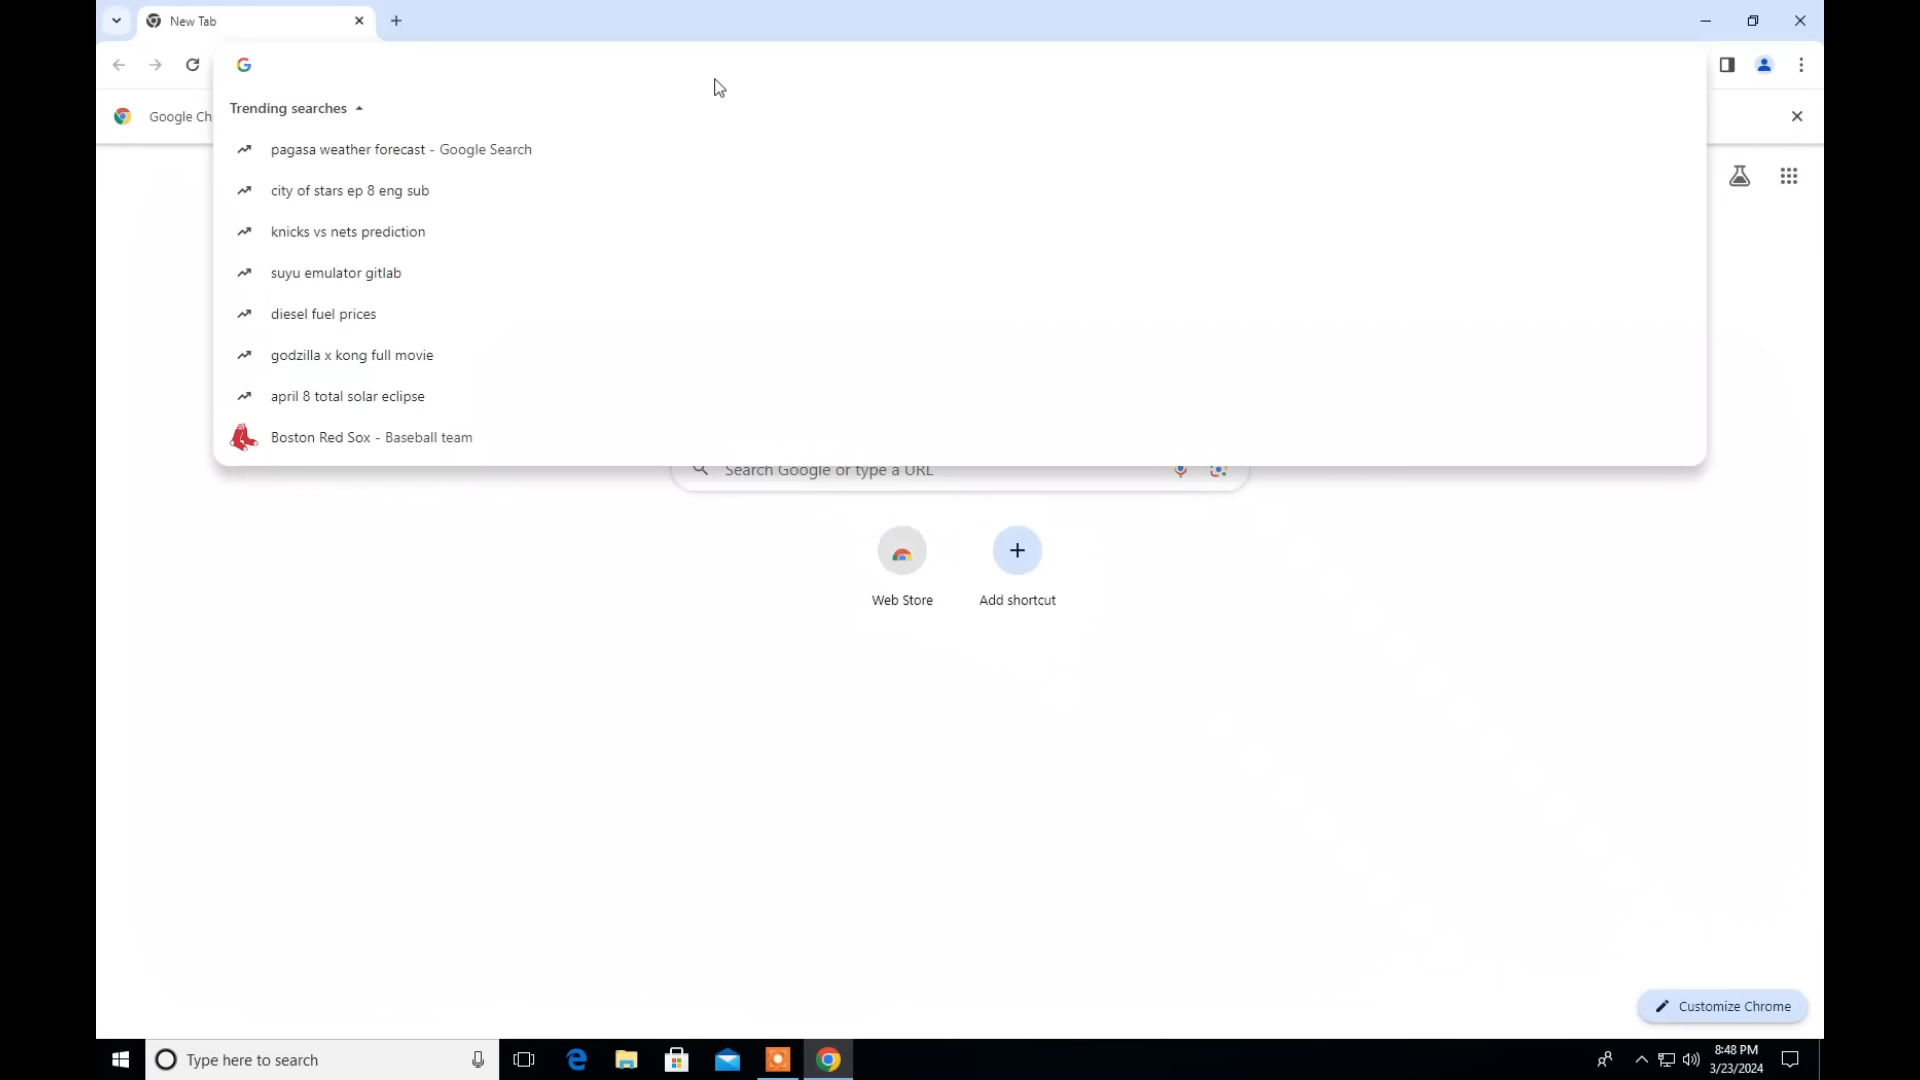 New Tab
Trending searches
Google Ch
pagasa weather forecast - Google Search
city of stars ep 8 eng sub
knicks vs nets prediction
suyu emulator gitlab
diesel fuel prices
godzilla x kong full movie
april 8 total solar eclipse
Boston Red Sox - Baseball team
Search Google or type a URL
Web Store
Add shortcut
Customize Chrome
Type here to search
8:48 PM
3/23/2024